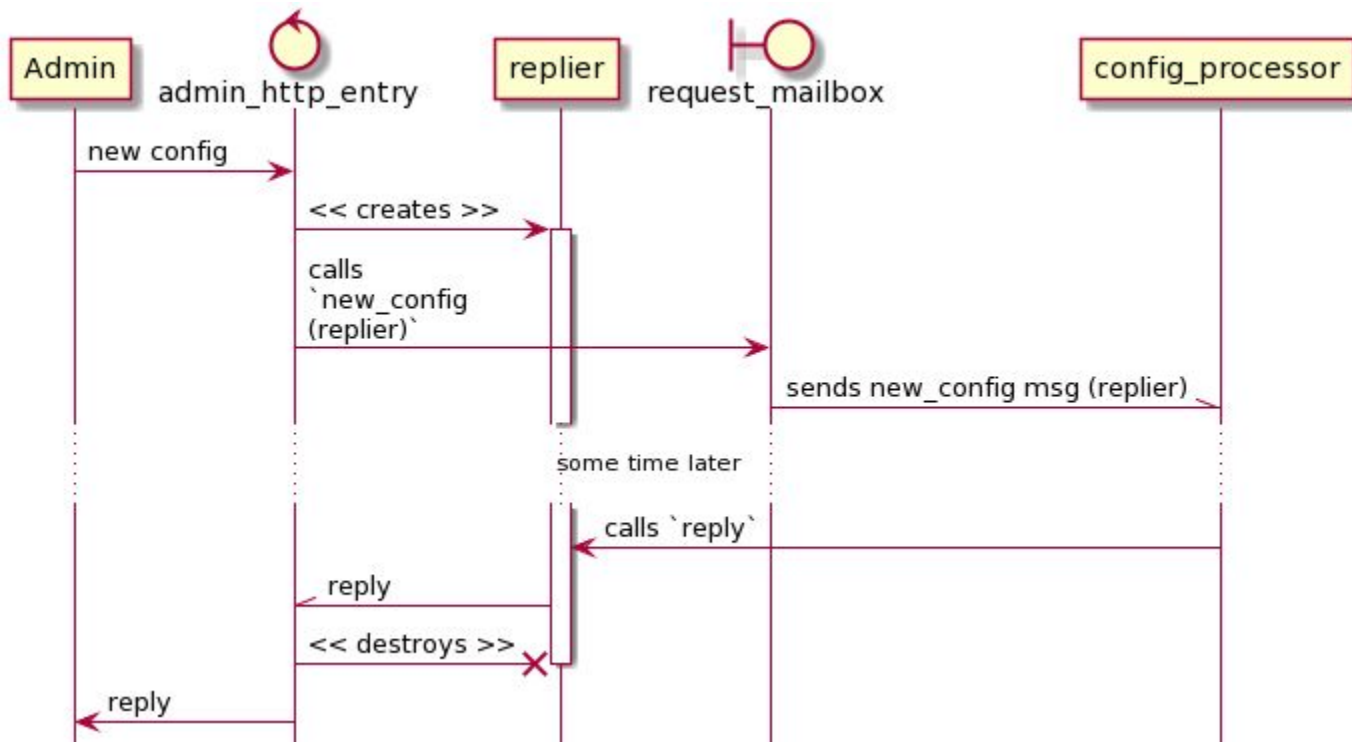 Admin
admin_http_entry
replier
request_mailbox
config_processor
new config
<< creates >>
calls
`new_config
(replier)`
sends new_config msg (replier)
some time later
calls `reply`
reply
<< destroys >>
reply